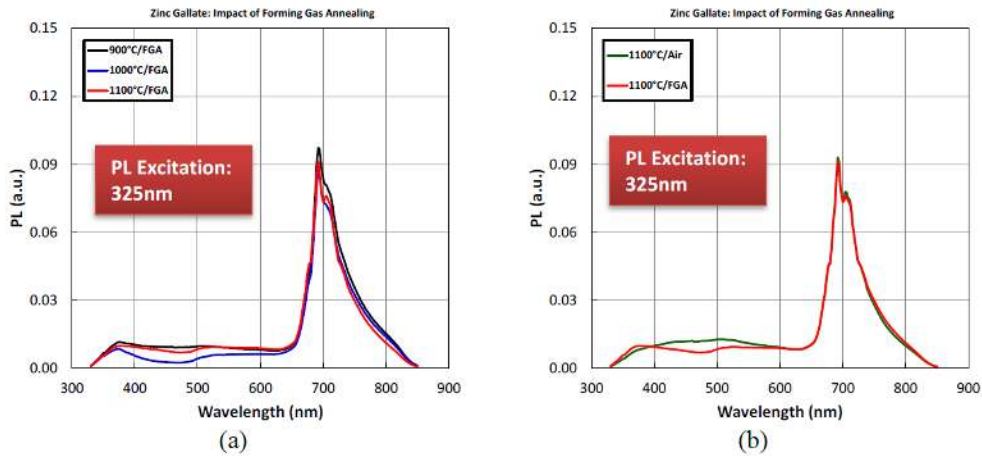 Zinc Gallate: Impact of Forming Gas Annealing
0.15
0.12
0.09
0.06
0.03
0.00
PL (a.u.)
900°C/FGA
1000°C/FGA
1100°C/FGA
PL Excitation:
325nm
300 400 500 600 700 800 900
Wavelength (nm)
(a)
Zinc Gallate: Impact of Forming Gas Annealing
0.15
0.12
0.09
0.06
0.03
0.00
PL (a.u.)
1100°C/Air
1100°C/FGA
PL Excitation:
325nm
300 400 500 600 700 800 900
Wavelength (nm)
(b)